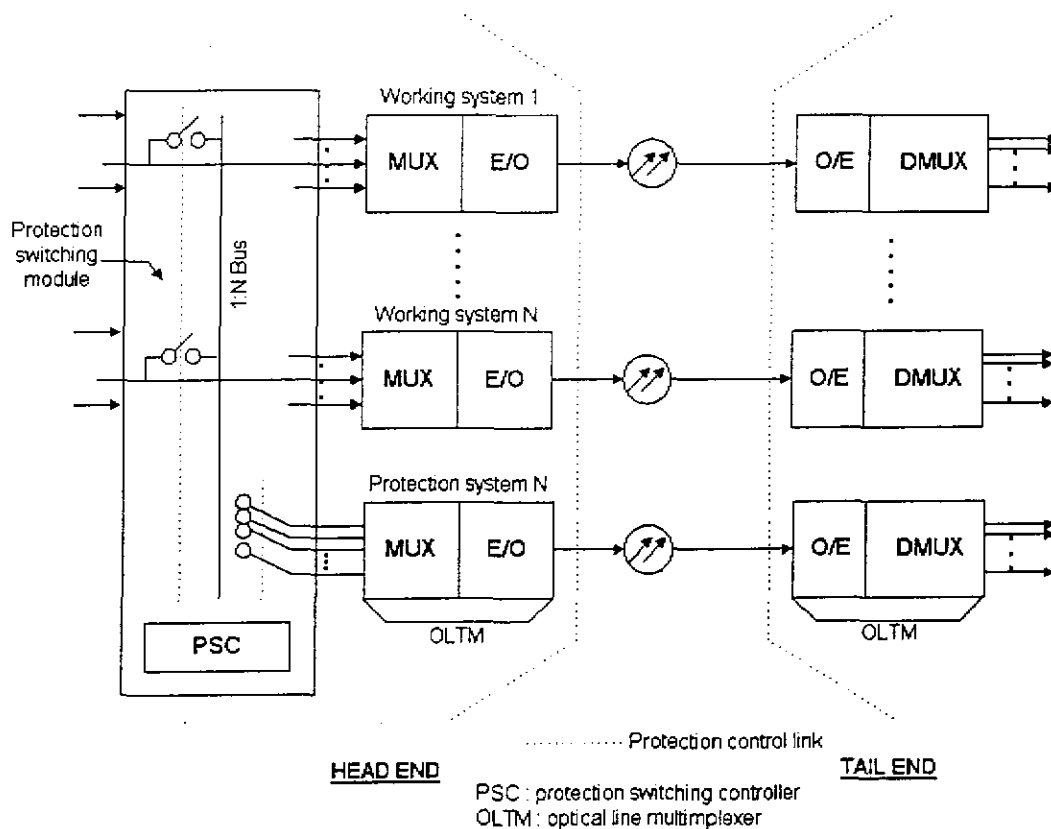 Working system 1
MUX E/O
O/E DMUX
Protection
switching
module
1:N Bus
Working system N
MUX E/O
O/E DMUX
Protection system N
MUX E/O
O/E DMUX
OLTM
OLTM
PSC
Protection control link
HEAD END
TAIL END
PSC : protection switching controller
OLTM : optical line multimplexer